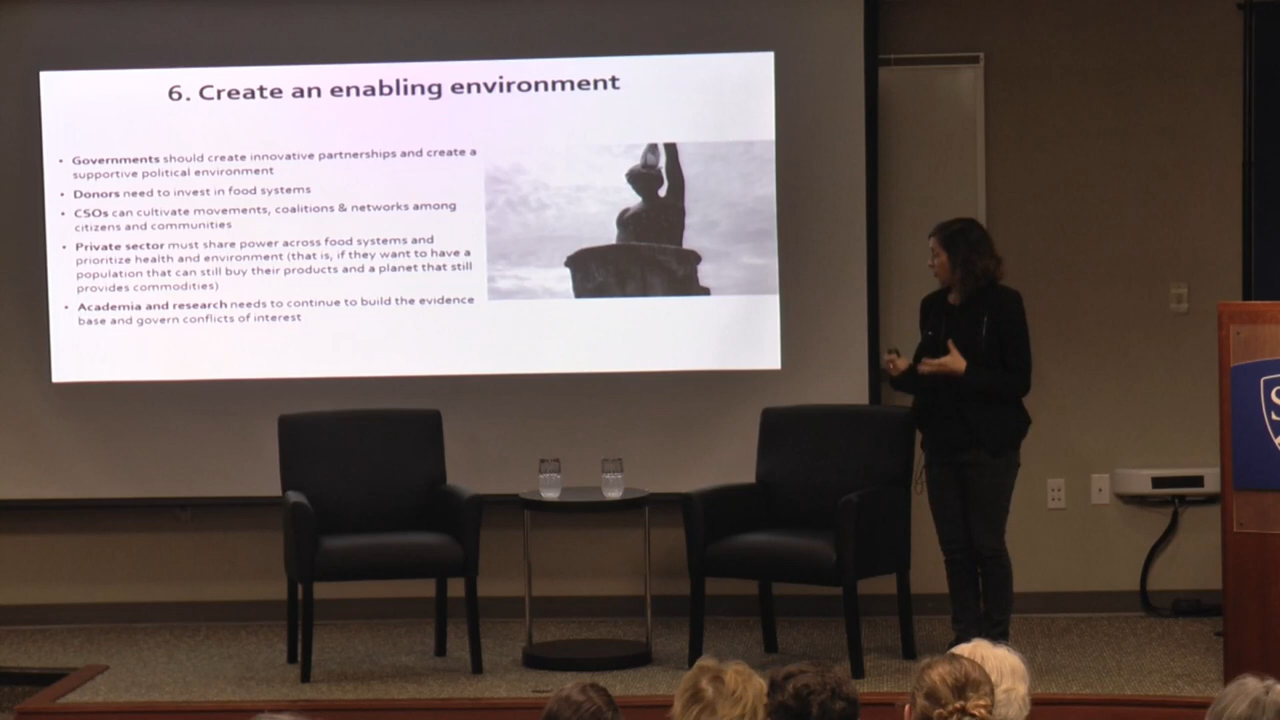 6. Create an enabling environment
• Governments should create innovative partnerships and create a
supportive political environment
• Donors need to invest in food systems
• CSOs can cultivate movements, coalitions & networks among
citizens and communities
• Private sector must share power across food systems and
prioritize health and environment (that is, if they want to have a
population that can still buy their products and a planet that still
provides commodities)
• Academia and research needs to continue to build the evidence
base and govern conflicts of interest
S